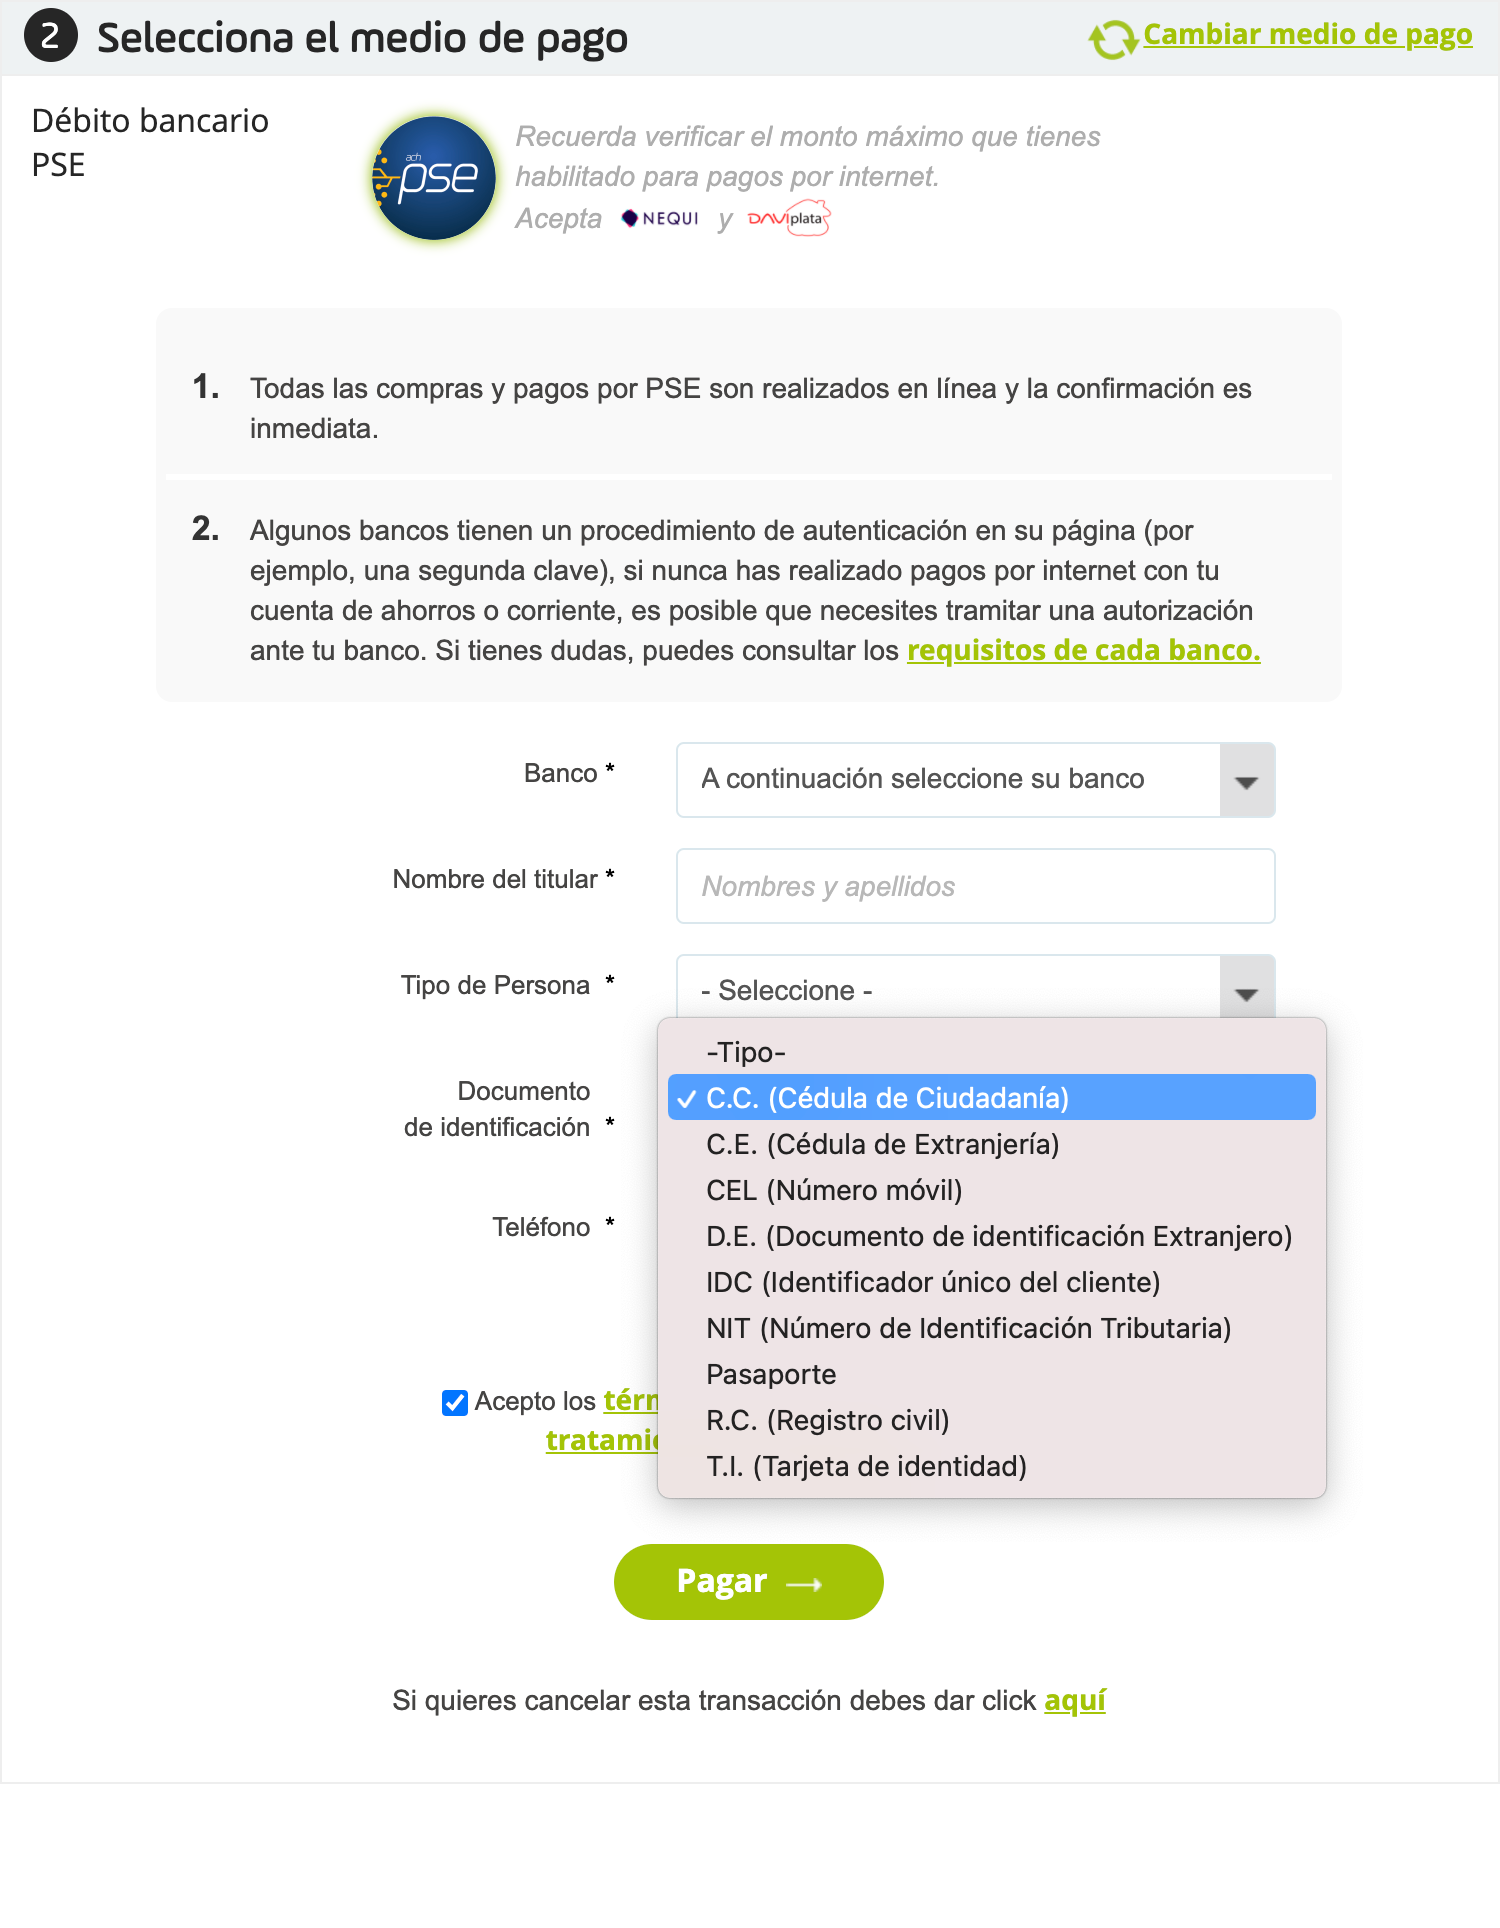 2 Selecciona el medio de pago
Cambiar medio de pago
Débito bancario
PSE
ach
pse
Recuerda verificar el monto máximo que tienes
habilitado para pagos por internet.
Acepta NEQUI y DAVIplata
1. Todas las compras y pagos por PSE son realizados en línea y la confirmación es
inmediata.
2. Algunos bancos tienen un procedimiento de autenticación en su página (por
ejemplo, una segunda clave), si nunca has realizado pagos por internet con tu
cuenta de ahorros o corriente, es posible que necesites tramitar una autorización
ante tu banco. Si tienes dudas, puedes consultar los requisitos de cada banco.
Banco *
A continuación seleccione su banco
Nombre del titular *
Nombres y apellidos
Tipo de Persona *
- Seleccione -
Documento
de identificación *
-Tipo-
✓ C.C. (Cédula de Ciudadanía)
C.E. (Cédula de Extranjería)
CEL (Número móvil)
D.E. (Documento de identificación Extranjero)
IDC (Identificador único del cliente)
NIT (Número de Identificación Tributaria)
Pasaporte
R.C. (Registro civil)
T.I. (Tarjeta de identidad)
Teléfono *
Acepto los
Pagar →
Si quieres cancelar esta transacción debes dar click aquí